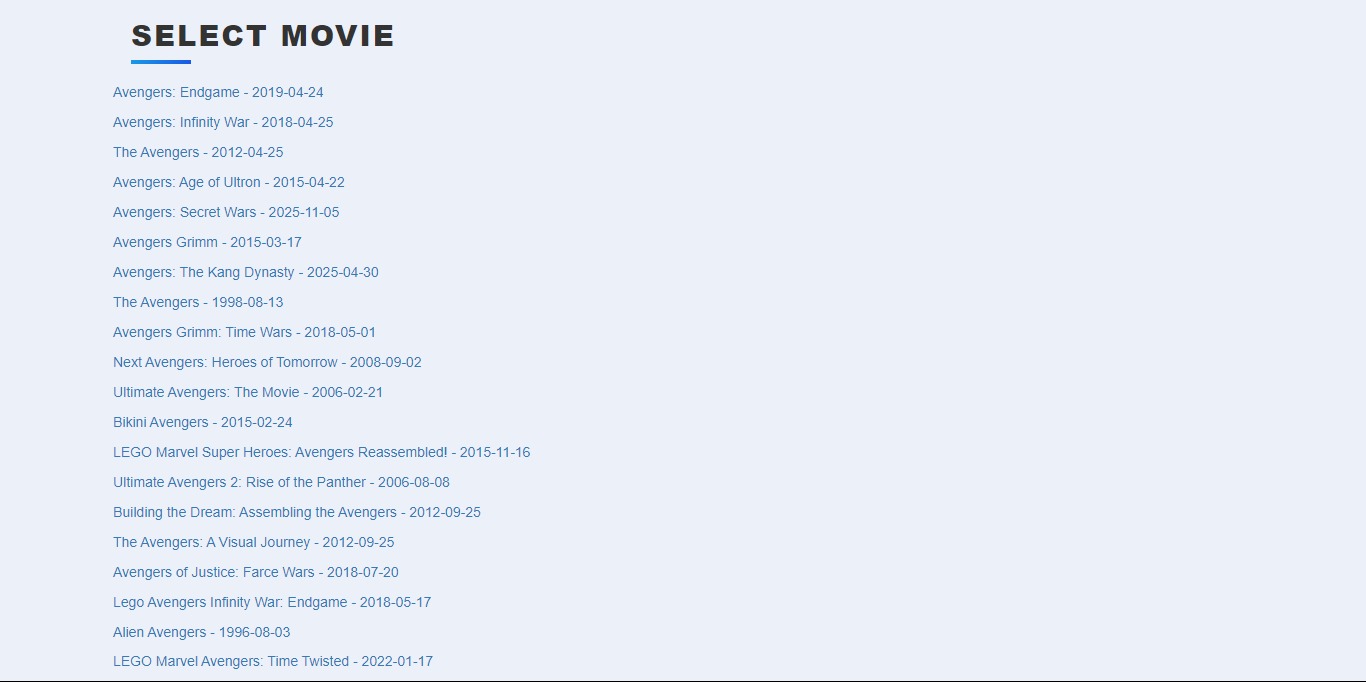 SELECT MOVIE
Avengers: Endgame - 2019-04-24
Avengers: Infinity War - 2018-04-25
The Avengers - 2012-04-25
Avengers: Age of Ultron - 2015-04-22
Avengers: Secret Wars - 2025-11-05
Avengers Grimm - 2015-03-17
Avengers: The Kang Dynasty - 2025-04-30
The Avengers - 1998-08-13
Avengers Grimm: Time Wars - 2018-05-01
Next Avengers: Heroes of Tomorrow - 2008-09-02
Ultimate Avengers: The Movie - 2006-02-21
Bikini Avengers - 2015-02-24
LEGO Marvel Super Heroes: Avengers Reassembled! - 2015-11-16
Ultimate Avengers 2: Rise of the Panther - 2006-08-08
Building the Dream: Assembling the Avengers - 2012-09-25
The Avengers: A Visual Journey - 2012-09-25
Avengers of Justice: Farce Wars - 2018-07-20
Lego Avengers Infinity War: Endgame - 2018-05-17
Alien Avengers - 1996-08-03
LEGO Marvel Avengers: Time Twisted - 2022-01-17